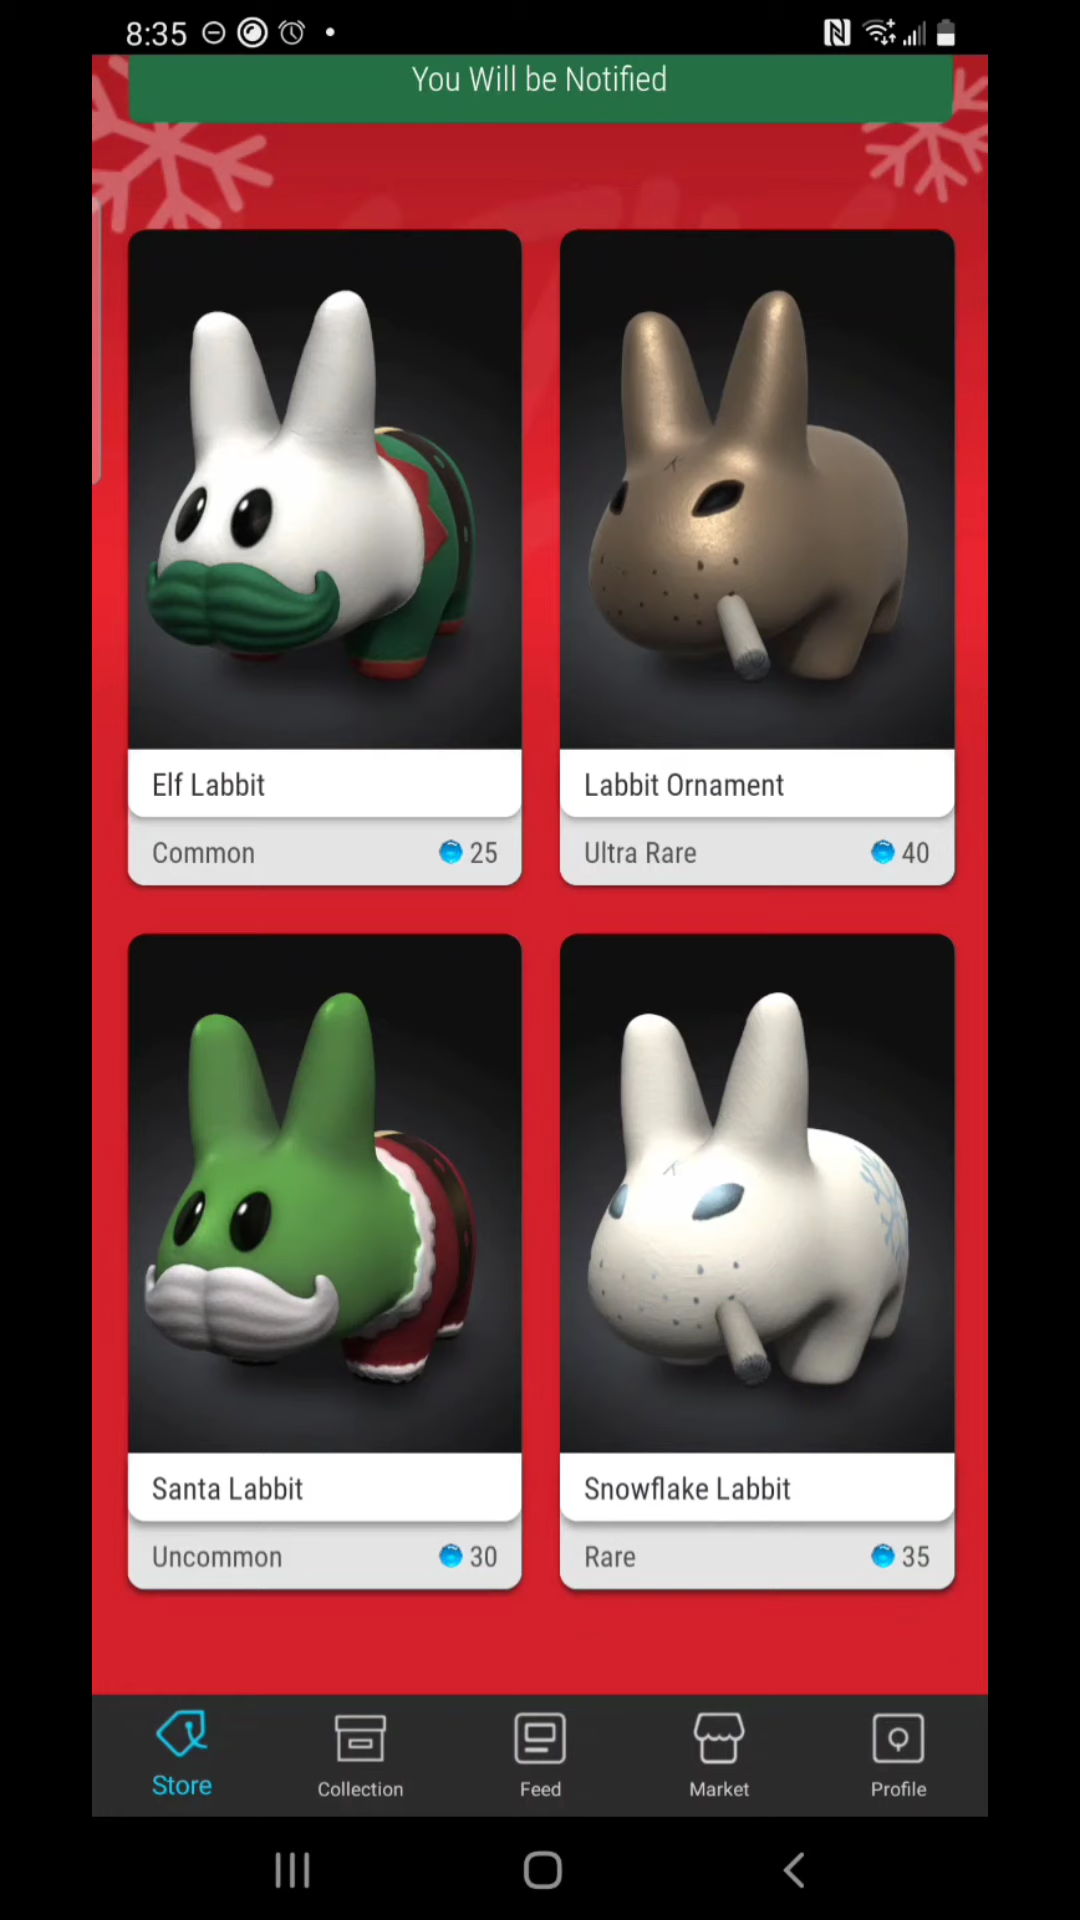 8:35
You Will be Notified
Elf Labbit
Common 25
Labbit Ornament
Ultra Rare 40
Santa Labbit
Uncommon 30
Snowflake Labbit
Rare 35
Store
Collection
Feed
Market
Profile